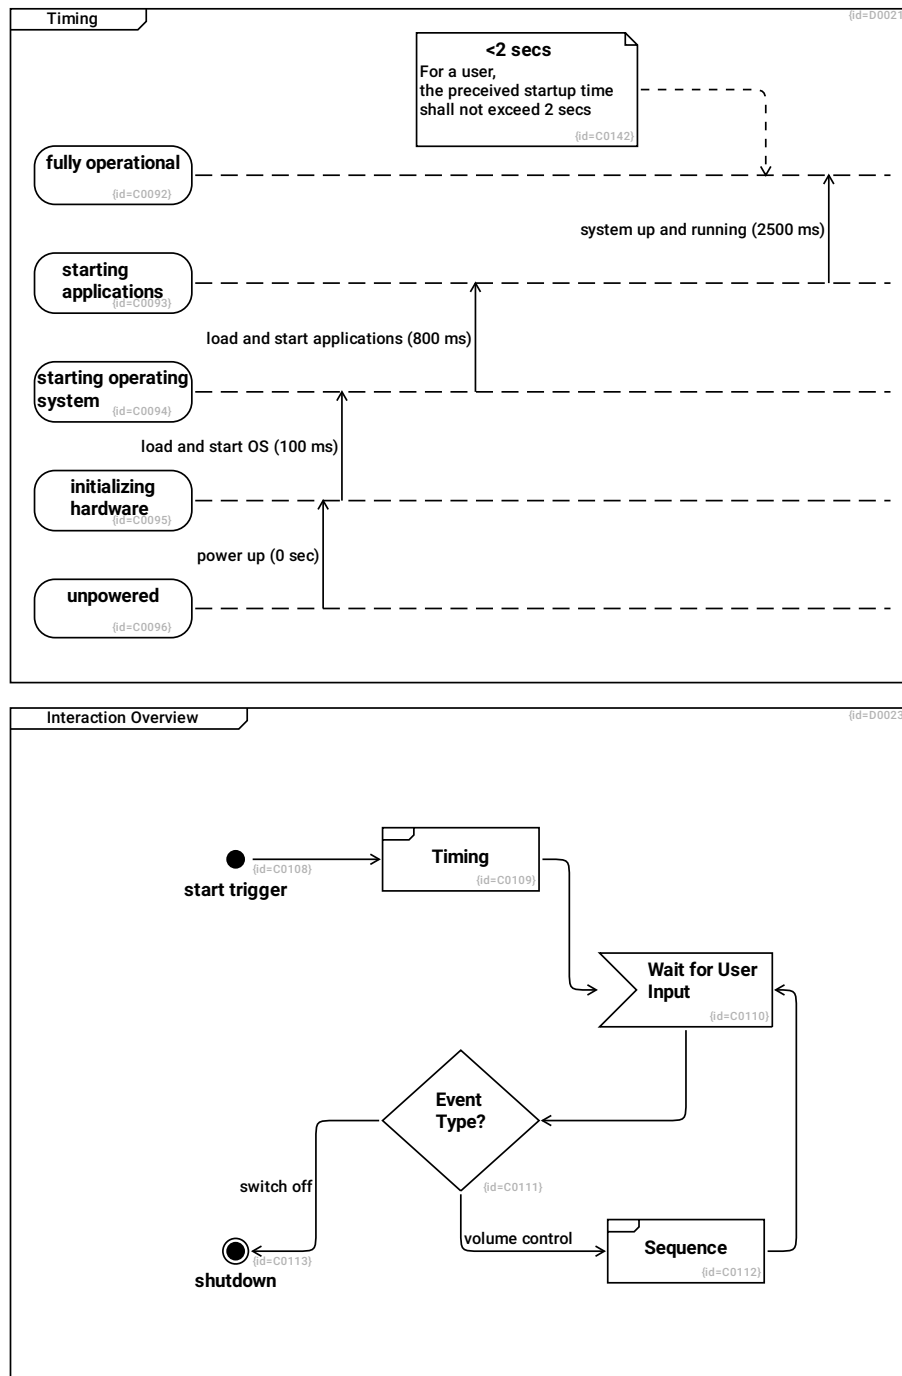 Timing
{id=D0021
<2 secs
For a user,
the preceived startup time
shall not exceed 2 secs
{id=C0142}
fully operational
{id=C0092}
system up and running (2500 ms)
starting
applications
{id=C0093}
load and start applications (800 ms)
starting operating
system
{id=C0094}
load and start OS (100 ms)
initializing
hardware
{id=C0095}
power up (0 sec)
unpowered
{id=C0096}
Interaction Overview
{id=D0023
Timing
{id=C0109}
{id=C0108}
start trigger
Wait for User
Input
{id=C0110}
Event
Type?
{id=C0111}
switch off
volume control
Sequence
{id=C0112}
{id=C0113}
shutdown